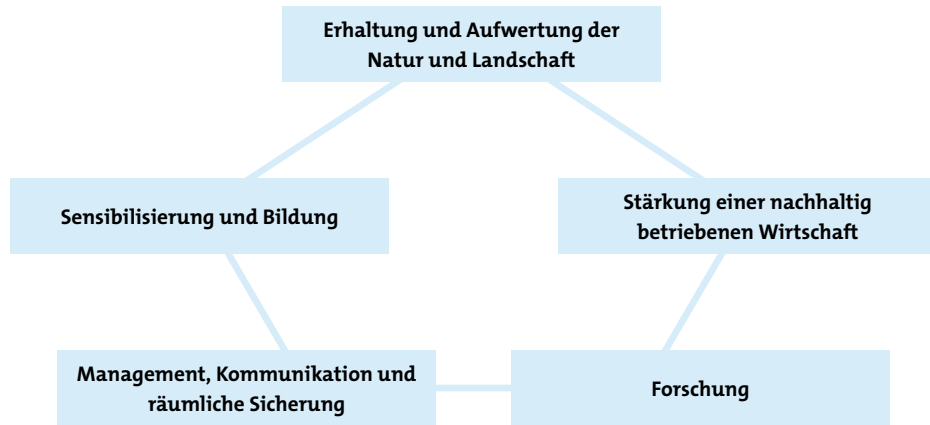 Erhaltung und Aufwertung der
Natur und Landschaft
Sensibilisierung und Bildung
Stärkung einer nachhaltig
betriebenen Wirtschaft
Management, Kommunikation und
räumliche Sicherung
Forschung